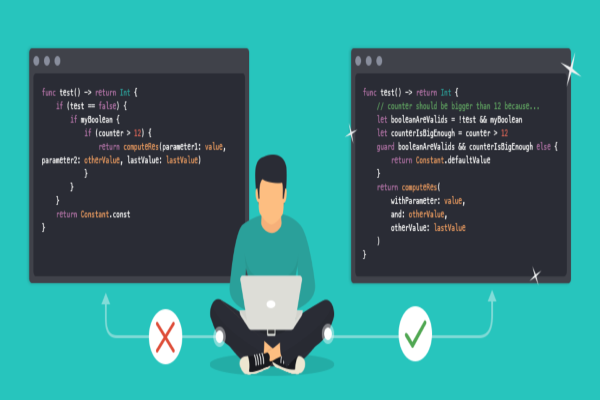 func test() -> return Int {
if (test == false) {
if myBoolean {
if (counter > 12) {
return computeRes(parameter1: value,
parameter2: otherValue, lastValue: lastValue)
}
}
}
return Constant.const
}
func test() -> return Int {
// counter should be bigger than 12 because...
let booleanAreValids = !test && myBoolean
let counterIsBigEnough = counter > 12
guard booleanAreValids && counterIsBigEnough else {
return Constant.defaultValue
}
return computeRes(
withParameter: value,
and: otherValue,
otherValue: lastValue
)
}